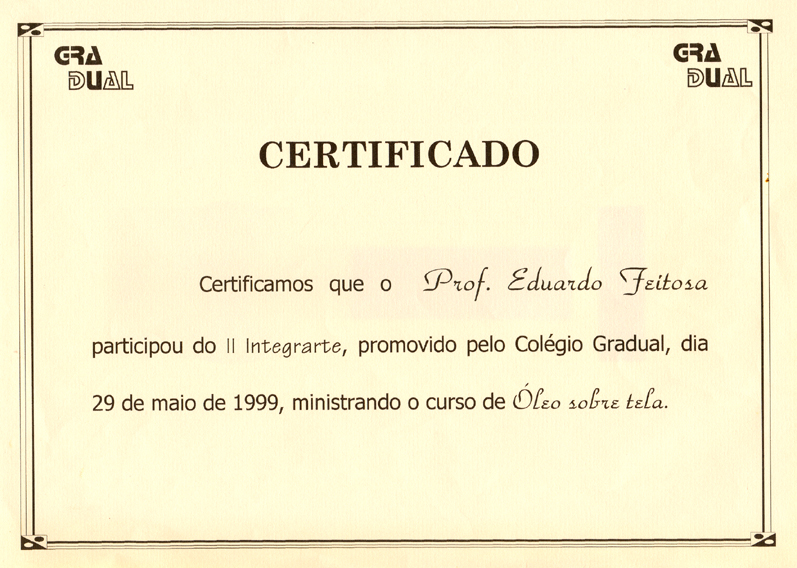 GRA
DUAL
GRA
DUAL
CERTIFICADO
Certificamos que o Prof. Eduardo Feitosa
participou do II Integrarte, promovido pelo Colégio Gradual, dia
29 de maio de 1999, ministrando o curso de Óleo sobre tela.